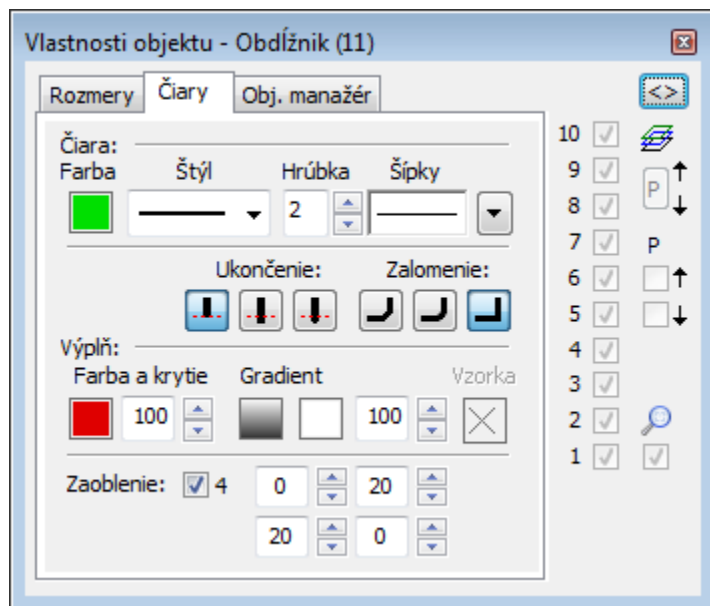 Vlastnosti objektu - Obdĺžnik (11)
Rozmery Čiary Obj. manažér <>
Čiara:
Farba Štýl Hrúbka Šípky
2
Ukončenie: Zalomenie:
Výplň:
Farba a krytie Gradient Vzorka
100 100
Zaoblenie: 4 0 20
20 0
10
9
P
8
7 P
6
5
4
3
2
1